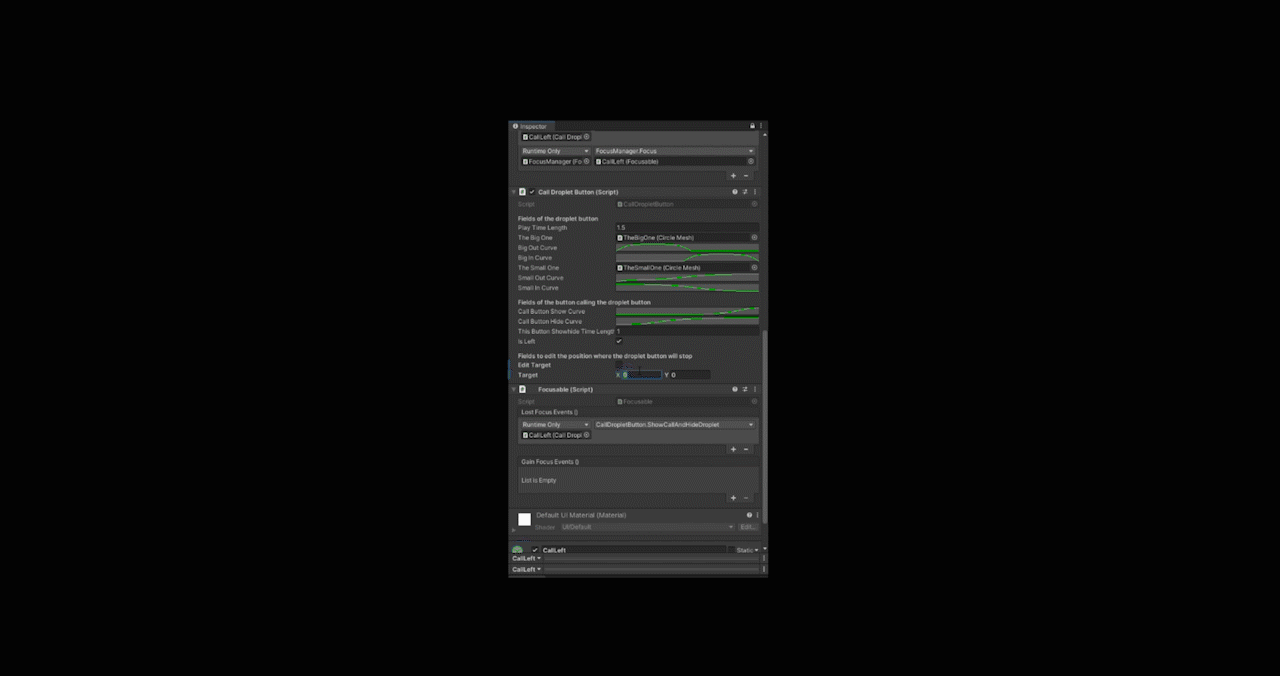 Inspector
CallLeft (Call Dropl
Runtime Only FocusManager.Focus
FocusManager (Fo CallLeft (Focusable)
Call Droplet Button (Script)
Script CallDropletButton
Fields of the droplet button
Play Time Length 1.5
The Big One TheBigOne (Circle Mesh)
Big Out Curve
Big In Curve
The Small One TheSmallOne (Circle Mesh)
Small Out Curve
Small In Curve
Fields of the button calling the droplet button
Call Button Show Curve
Call Button Hide Curve
This Button Showhide Time Length 1
Is Left
Fields to edit the position where the droplet button will stop
Edit Target
Target X 0 Y 0
Focusable (Script)
Script Focusable
Lost Focus Events ()
Runtime Only CallDropletButton.ShowCallAndHideDroplet
CallLeft (Call Dropl
Gain Focus Events ()
List is Empty
Default UI Material (Material)
Shader UI/Default Edit...
CallLeft Static
CallLeft
CallLeft